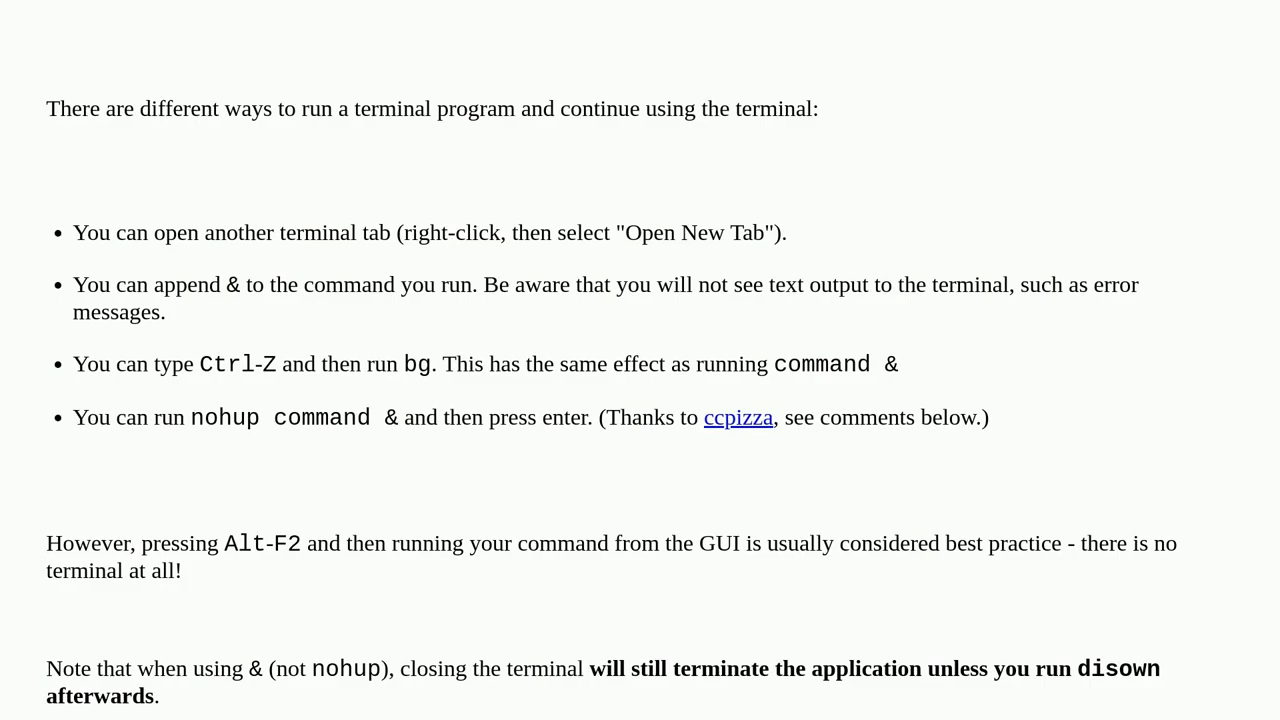 There are different ways to run a terminal program and continue using the terminal:
• You can open another terminal tab (right-click, then select "Open New Tab").
• You can append & to the command you run. Be aware that you will not see text output to the terminal, such as error
messages.
• You can type Ctrl-Z and then run bg. This has the same effect as running command &
• You can run nohup command & and then press enter. (Thanks to ccpizza, see comments below.)
However, pressing Alt-F2 and then running your command from the GUI is usually considered best practice - there is no
terminal at all!
Note that when using & (not nohup), closing the terminal will still terminate the application unless you run disown
afterwards.